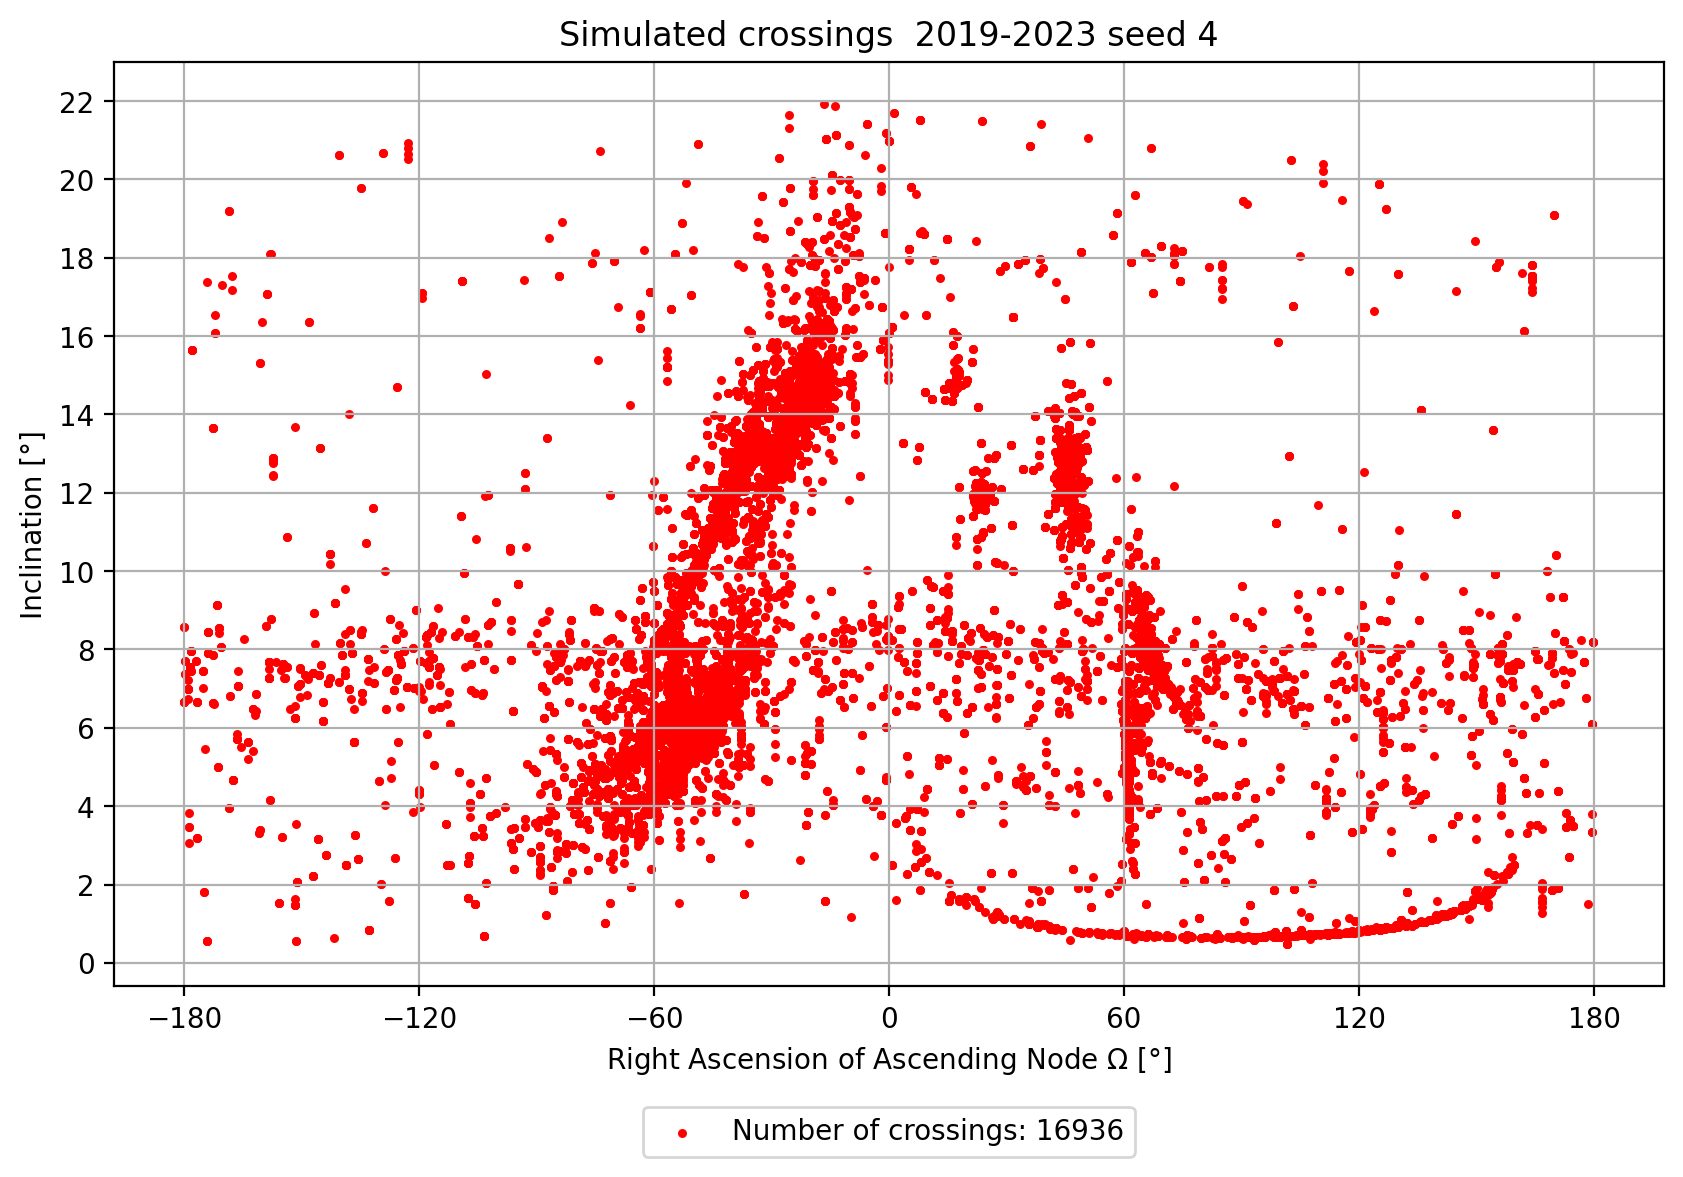 Simulated crossings  2019-2023 seed 4
Inclination [°]
22
20
18
16
14
12
10
8
6
4
2
0
−180 −120 −60 0 60 120 180
Right Ascension of Ascending Node Ω [°]
Number of crossings: 16936